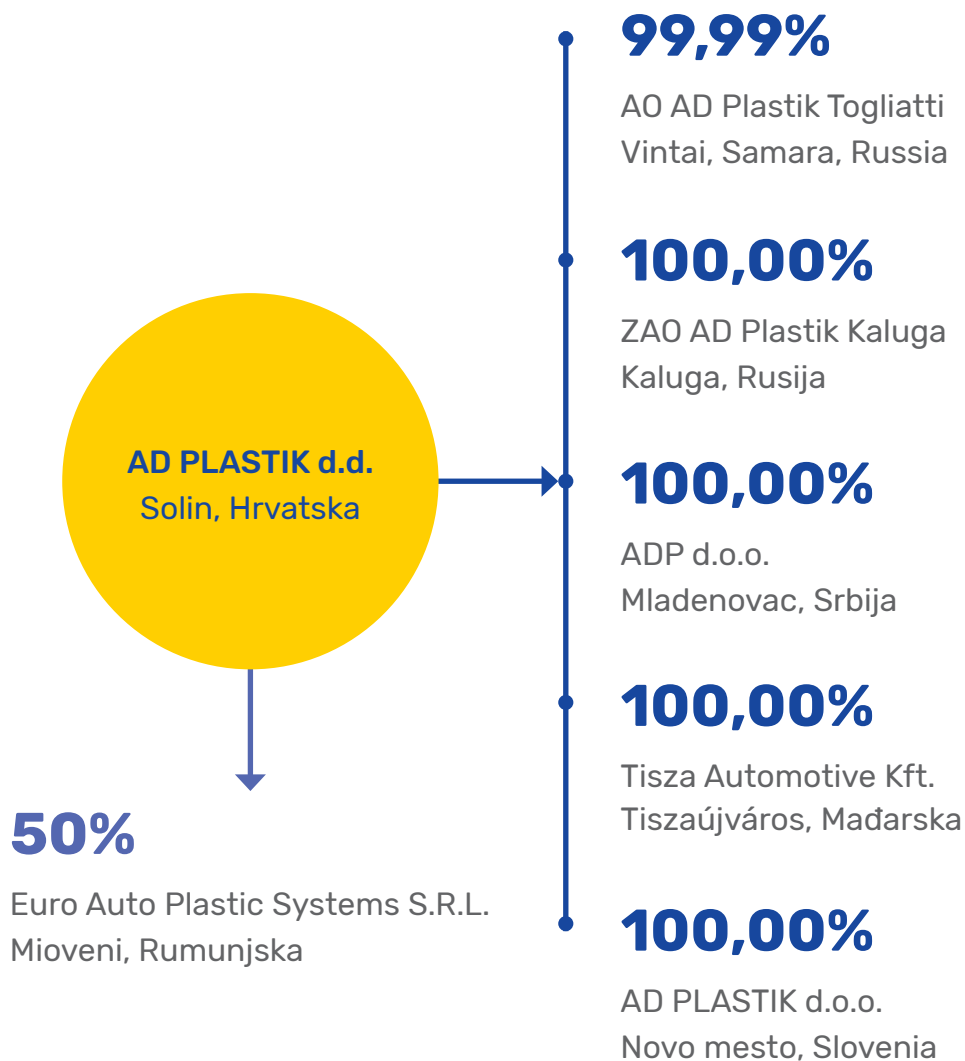 AD PLASTIK d.d.
Solin, Hrvatska
50%
Euro Auto Plastic Systems S.R.L.
Mioveni, Rumunjska
99,99%
AO AD Plastik Togliatti
Vintai, Samara, Russia
100,00%
ZAO AD Plastik Kaluga
Kaluga, Rusija
100,00%
ADP d.o.o.
Mladenovac, Srbija
100,00%
Tisza Automotive Kft.
Tiszaújváros, Mađarska
100,00%
AD PLASTIK d.o.o.
Novo mesto, Slovenia